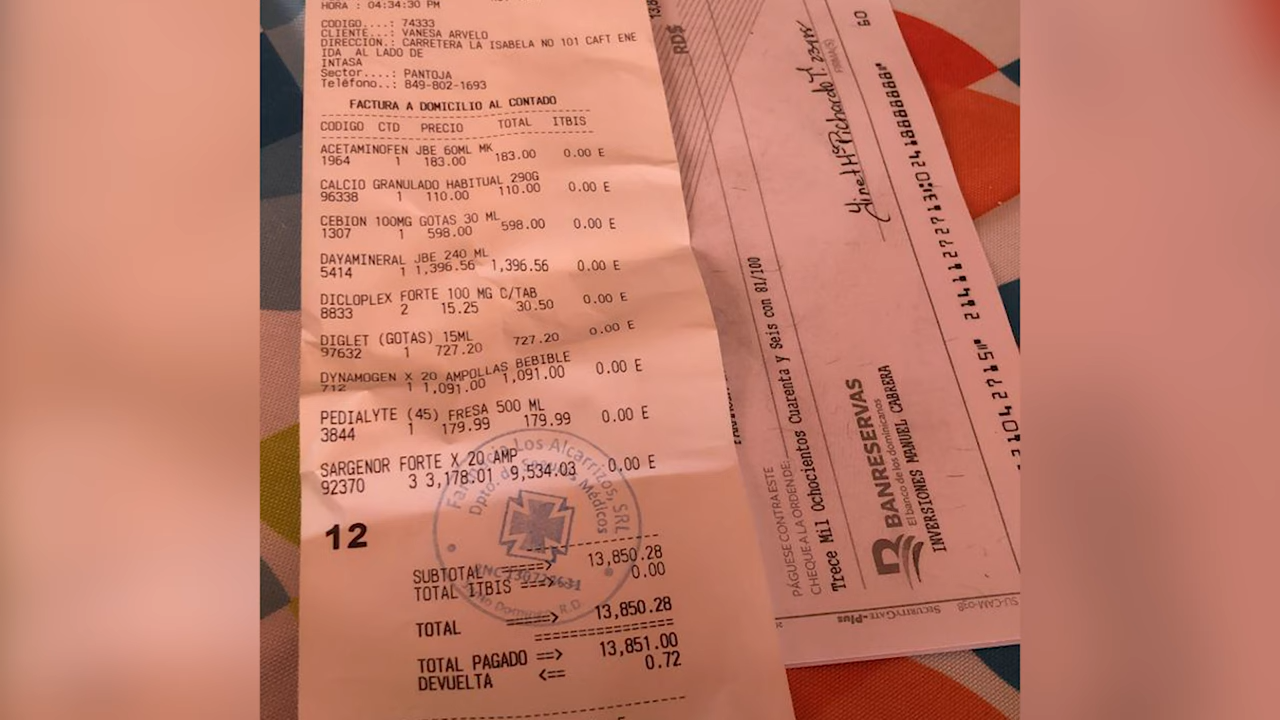 HORA : 04:34:30 PM
CODIGO...: 74333
CLIENTE...: VANESA ARVELO
DIRECCION.: CARRETERA LA ISABELA NO 101 CAFT ENE
IDA AL LADO DE
INTASA
Sector....: PANTOJA
Teléfono..: 849-802-1693
FACTURA A DOMICILIO AL CONTADO
CODIGO CTD PRECIO TOTAL ITBIS
ACETAMINOFEN JBE 60ML MK
1964 1 183.00 183.00 0.00 E
CALCIO GRANULADO HABITUAL 290G
96338 1 110.00 110.00 0.00 E
CEBION 100MG GOTAS 30 ML
1307 1 598.00 598.00 0.00 E
DAYAMINERAL JBE 240 ML
5414 1 1,396.56 1,396.56 0.00 E
DICLOPLEX FORTE 100 MG C/TAB
8833 2 15.25 30.50 0.00 E
DIGLET (GOTAS) 15ML
97632 1 727.20 727.20 0.00 E
DYNAMOGEN X 20 AMPOLLAS BEBIBLE
712 1 1,091.00 1,091.00 0.00 E
PEDIALYTE (45) FRESA 500 ML
3844 1 179.99 179.99 0.00 E
SARGENOR FORTE X 20 AMP
92370 3 3,178.01 9,534.03 0.00 E
12
SUBTOTAL =====> 13,850.28
TOTAL ITBIS ===> 0.00
TOTAL =====> 13,850.28
TOTAL PAGADO ==> 13,851.00
DEVUELTA <== 0.72
Farmacia Los Alcarrizos, SRL
Médicos
RD$
FIRMA(S)
60
Trece Mil Ochocientos Cuarenta Y Seis con 81/100
PÁGUESE CONTRA ESTE
CHEQUE A LA ORDEN DE:
BANRESERVAS
El banco de los dominicanos
INVERSIONES MANUEL CABRERA
SECURITYGATE-Plus